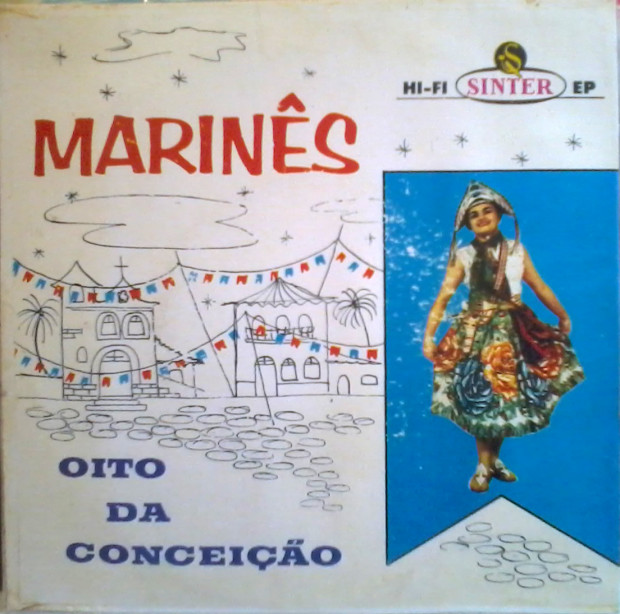 HI-FI SINTER EP
MARINÊS
OITO
DA
CONCEIÇÃO